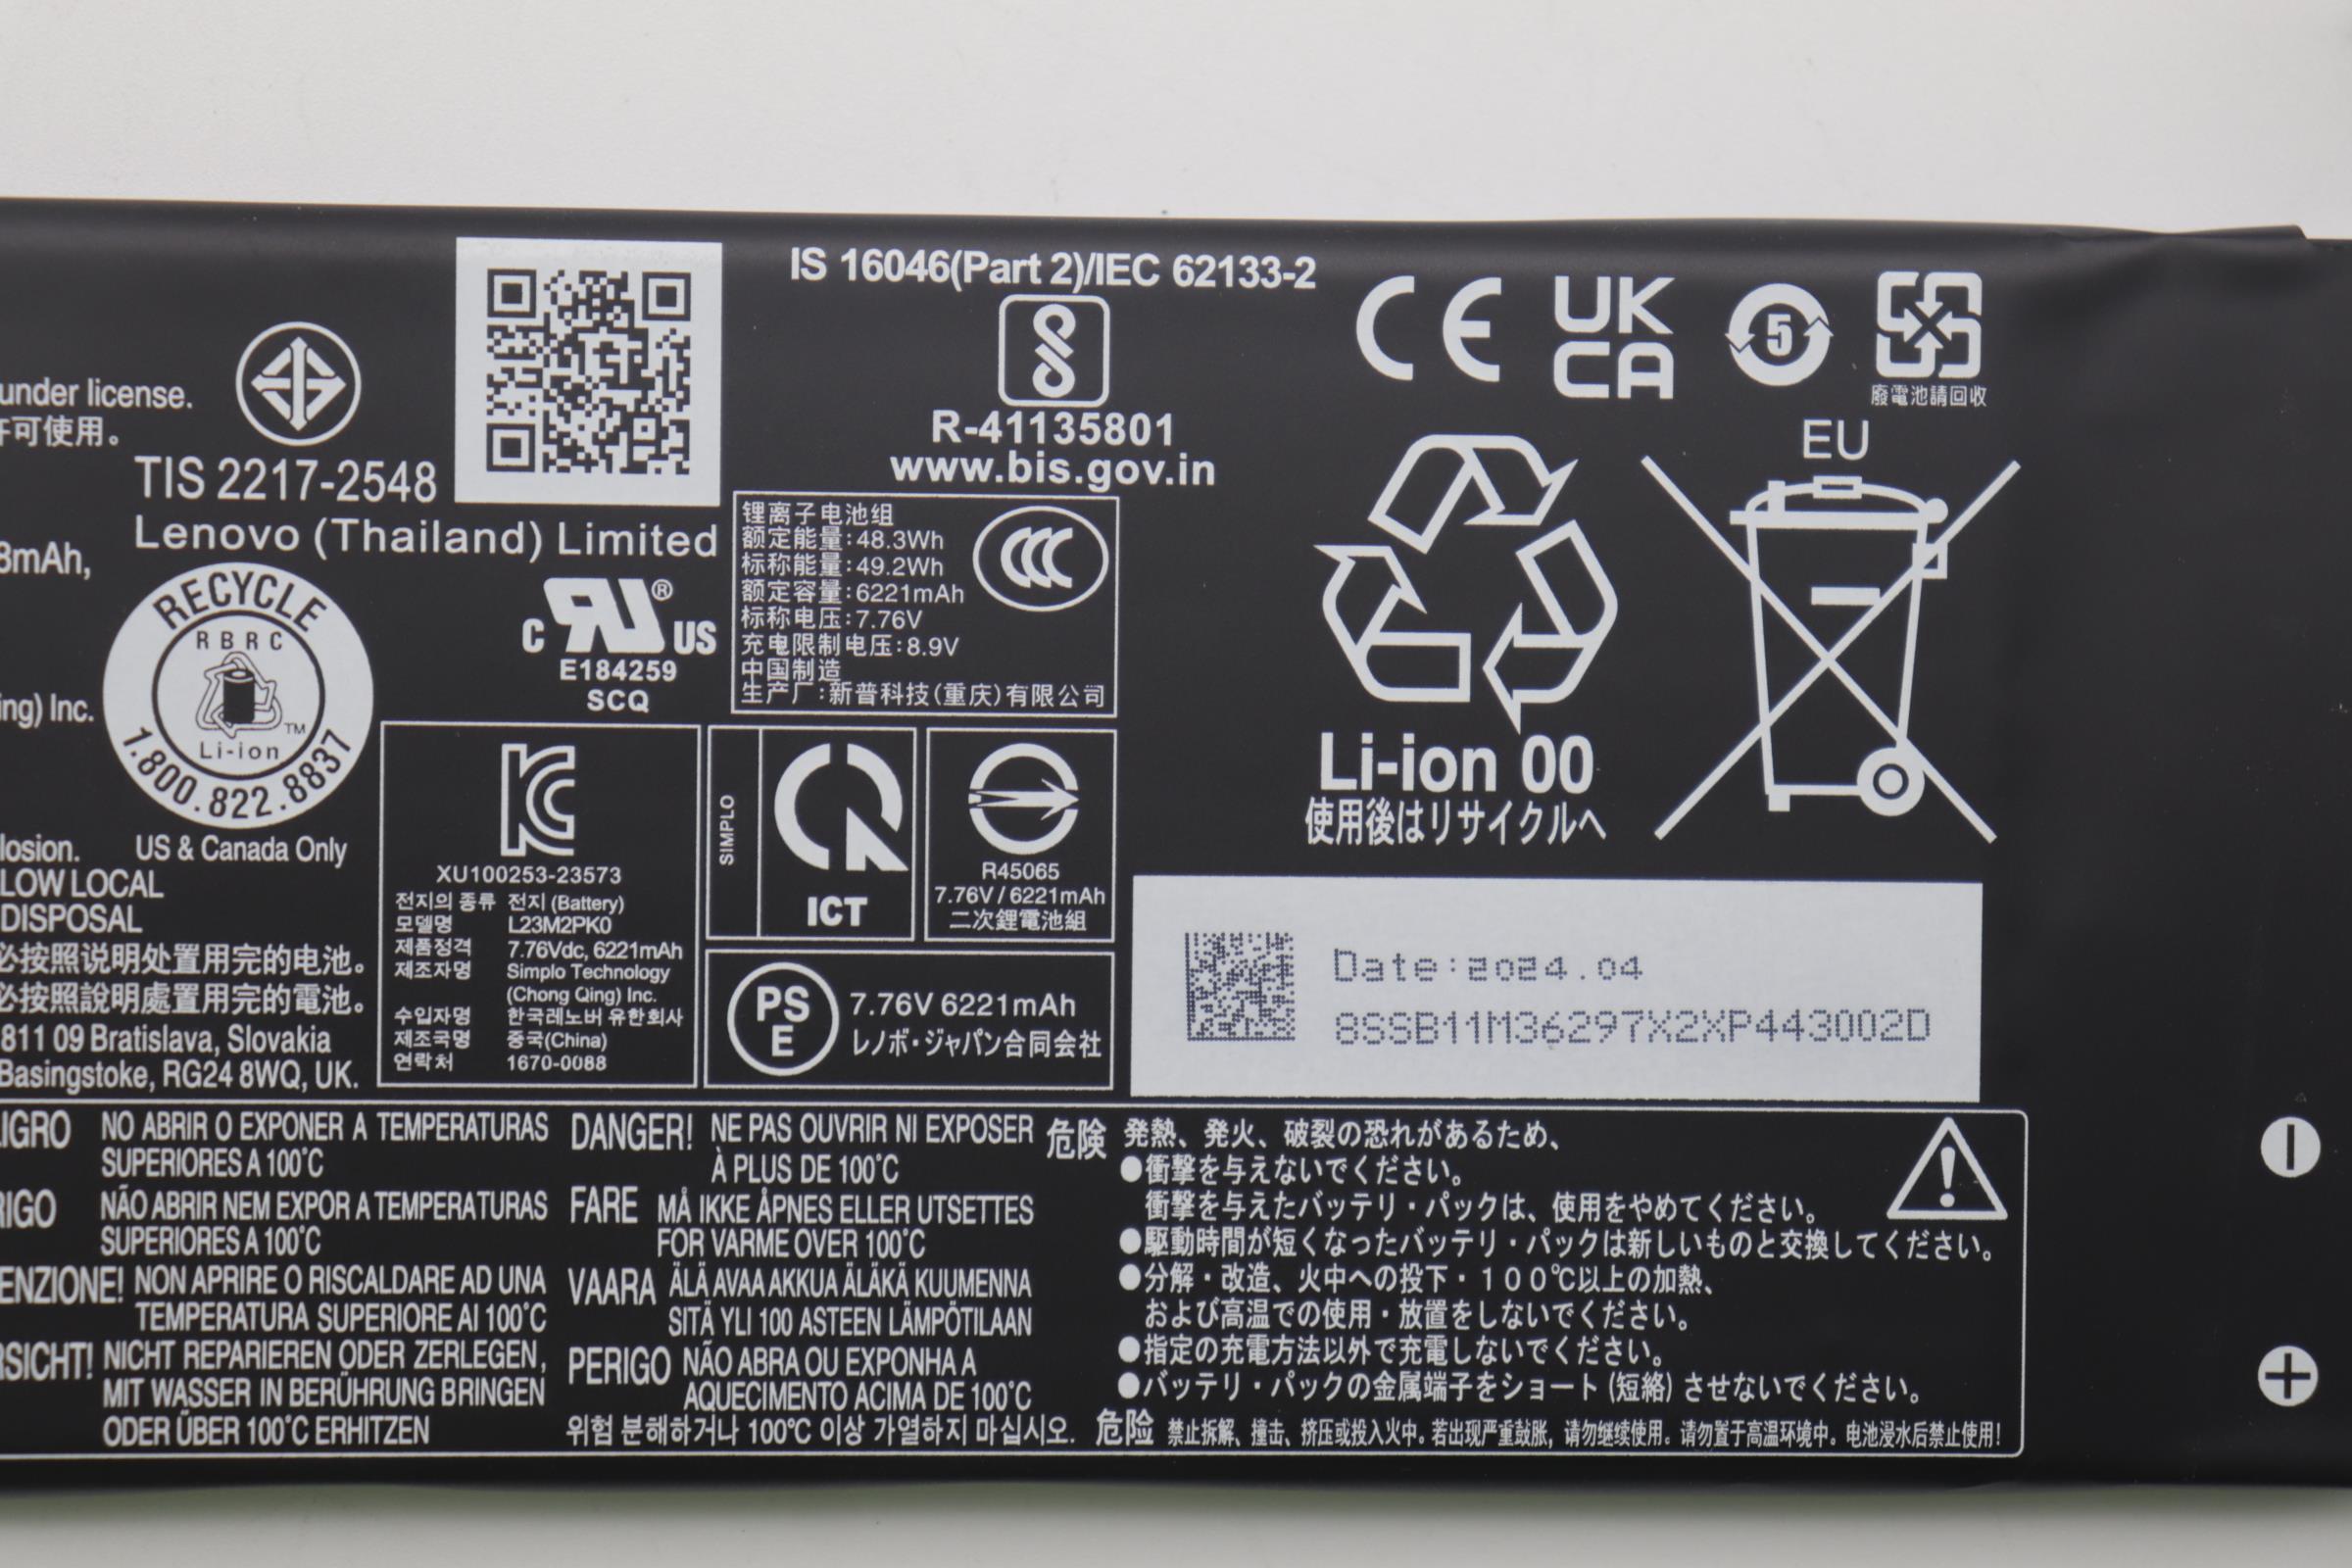 under license.
可使用。
TIS 2217-2548
Lenovo (Thailand) Limited
8mAh,
RECYCLE
RBRC
TM
Li-ion
1.800.822.8837
US & Canada Only
ing) Inc.
losion.
LOW LOCAL
DISPOSAL
必按照说明处置用完的电池。
必按照說明處置用完的電池。
811 09 Bratislava, Slovakia
Basingstoke, RG24 8WQ, UK.
C RU® US
E184259
SCQ
IS 16046(Part 2)/IEC 62133-2
R-41135801
www.bis.gov.in
锂离子电池组
额定能量:48.3Wh
标称能量:49.2Wh
额定容量:6221mAh
标称电压:7.76V
充电限制电压:8.9V
中国制造
生产厂:新普科技(重庆)有限公司
CCC
KC
XU100253-23573
전지의 종류 전지 (Battery)
모델명 L23M2PK0
제품정격 7.76Vdc, 6221mAh
제조자명 Simplo Technology
(Chong Qing) Inc.
수입자명 한국레노버 유한회사
제조국명 중국(China)
연락처 1670-0088
SIMPLO
ICT
R45065
7.76V / 6221mAh
二次鋰電池組
PS
E
7.76V 6221mAh
レノボ・ジャパン合同会社
CE
UK
CA
5
廢電池請回收
EU
Li-ion 00
使用後はリサイクルへ
Date:2024.04
8SSB11M36297X2XP443002D
IGRO NO ABRIR O EXPONER A TEMPERATURAS
SUPERIORES A 100°C
RIGO NÃO ABRIR NEM EXPOR A TEMPERATURAS
SUPERIORES A 100°C
ENZIONE! NON APRIRE O RISCALDARE AD UNA
TEMPERATURA SUPERIORE AI 100°C
RSICHT! NICHT REPARIEREN ODER ZERLEGEN,
MIT WASSER IN BERÜHRUNG BRINGEN
ODER ÜBER 100°C ERHITZEN
DANGER! NE PAS OUVRIR NI EXPOSER
À PLUS DE 100°C
FARE MÅ IKKE ÅPNES ELLER UTSETTES
FOR VARME OVER 100°C
VAARA ÄLÄ AVAA AKKUA ÄLÄKÄ KUUMENNA
SITÄ YLI 100 ASTEEN LÄMPÖTILAAN
PERIGO NÃO ABRA OU EXPONHA A
AQUECIMENTO ACIMA DE 100°C
위험 분해하거나 100℃ 이상 가열하지 마십시오.
危険 発熱、発火、破裂の恐れがあるため、
●衝撃を与えないでください。
衝撃を与えたバッテリ・パックは、使用をやめてください。
●駆動時間が短くなったバッテリ・パックは新しいものと交換してください。
●分解・改造、火中への投下・100℃以上の加熱、
および高温での使用・放置をしないでください。
●指定の充電方法以外で充電しないでください。
●バッテリ・パックの金属端子をショート(短絡)させないでください。
危险 禁止拆解、撞击、挤压或投入火中。若出现严重鼓胀，请勿继续使用。请勿置于高温环境中。电池浸水后禁止使用!